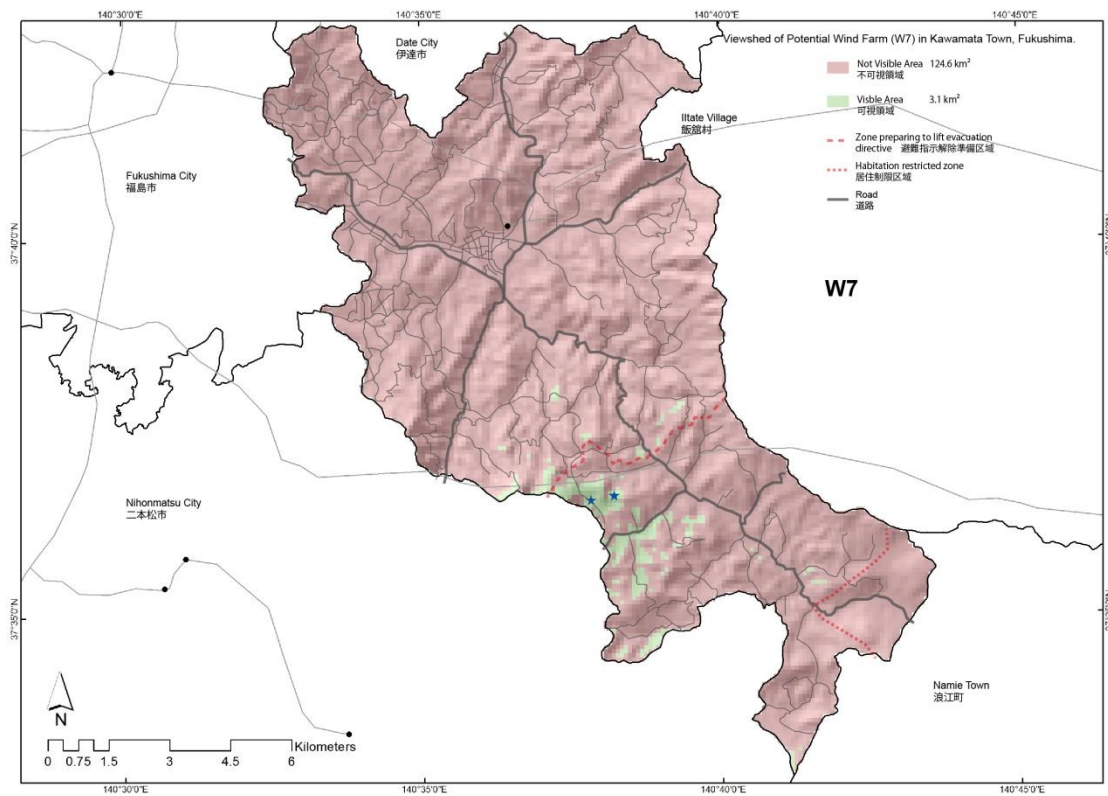 140°30'0"E 140°35'0"E 140°40'0"E 140°45'0"E
Viewshed of Potential Wind Farm (W7) in Kawamata Town, Fukushima.
Not Visible Area 124.6 km²
不可視領域
Visble Area 3.1 km²
可視領域
Zone preparing to lift evacuation
directive 避難指示解除準備区域
Habitation restricted zone
居住制限区域
Road
道路
Date City
伊達市
IItate Village
飯舘村
Fukushima City
福島市
37°40'0"N
37°40'0"N
W7
Nihonmatsu City
二本松市
37°35'0"N
37°35'0"N
Namie Town
浪江町
N
Kilometers
0 0.75 1.5 3 4.5 6
140°30'0"E 140°35'0"E 140°40'0"E 140°45'0"E